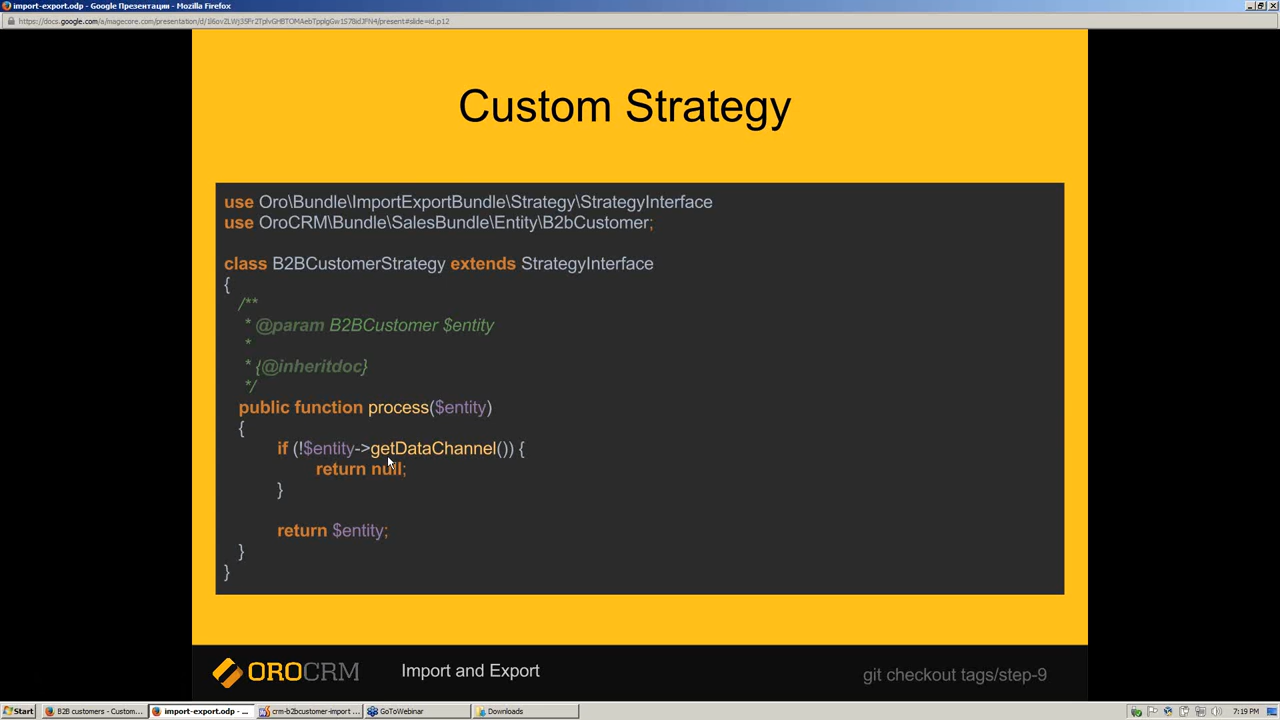 import-export.odp - Google Презентации - Mozilla Firefox
Custom Strategy
use Oro\Bundle\ImportExportBundle\Strategy\StrategyInterface
use OroCRM\Bundle\SalesBundle\Entity\B2bCustomer;
class B2BCustomerStrategy extends StrategyInterface
{
/**
* @param B2BCustomer $entity
*
* {@inheritdoc}
*/
public function process($entity)
{
if (!$entity->getDataChannel()) {
return null;
}
return $entity;
}
}
OROCRM
Import and Export
git checkout tags/step-9
Start
B2B customers - Custom...
import-export.odp - ...
crm-b2bcustomer-import ...
GoToWebinar
Downloads
7:19 PM